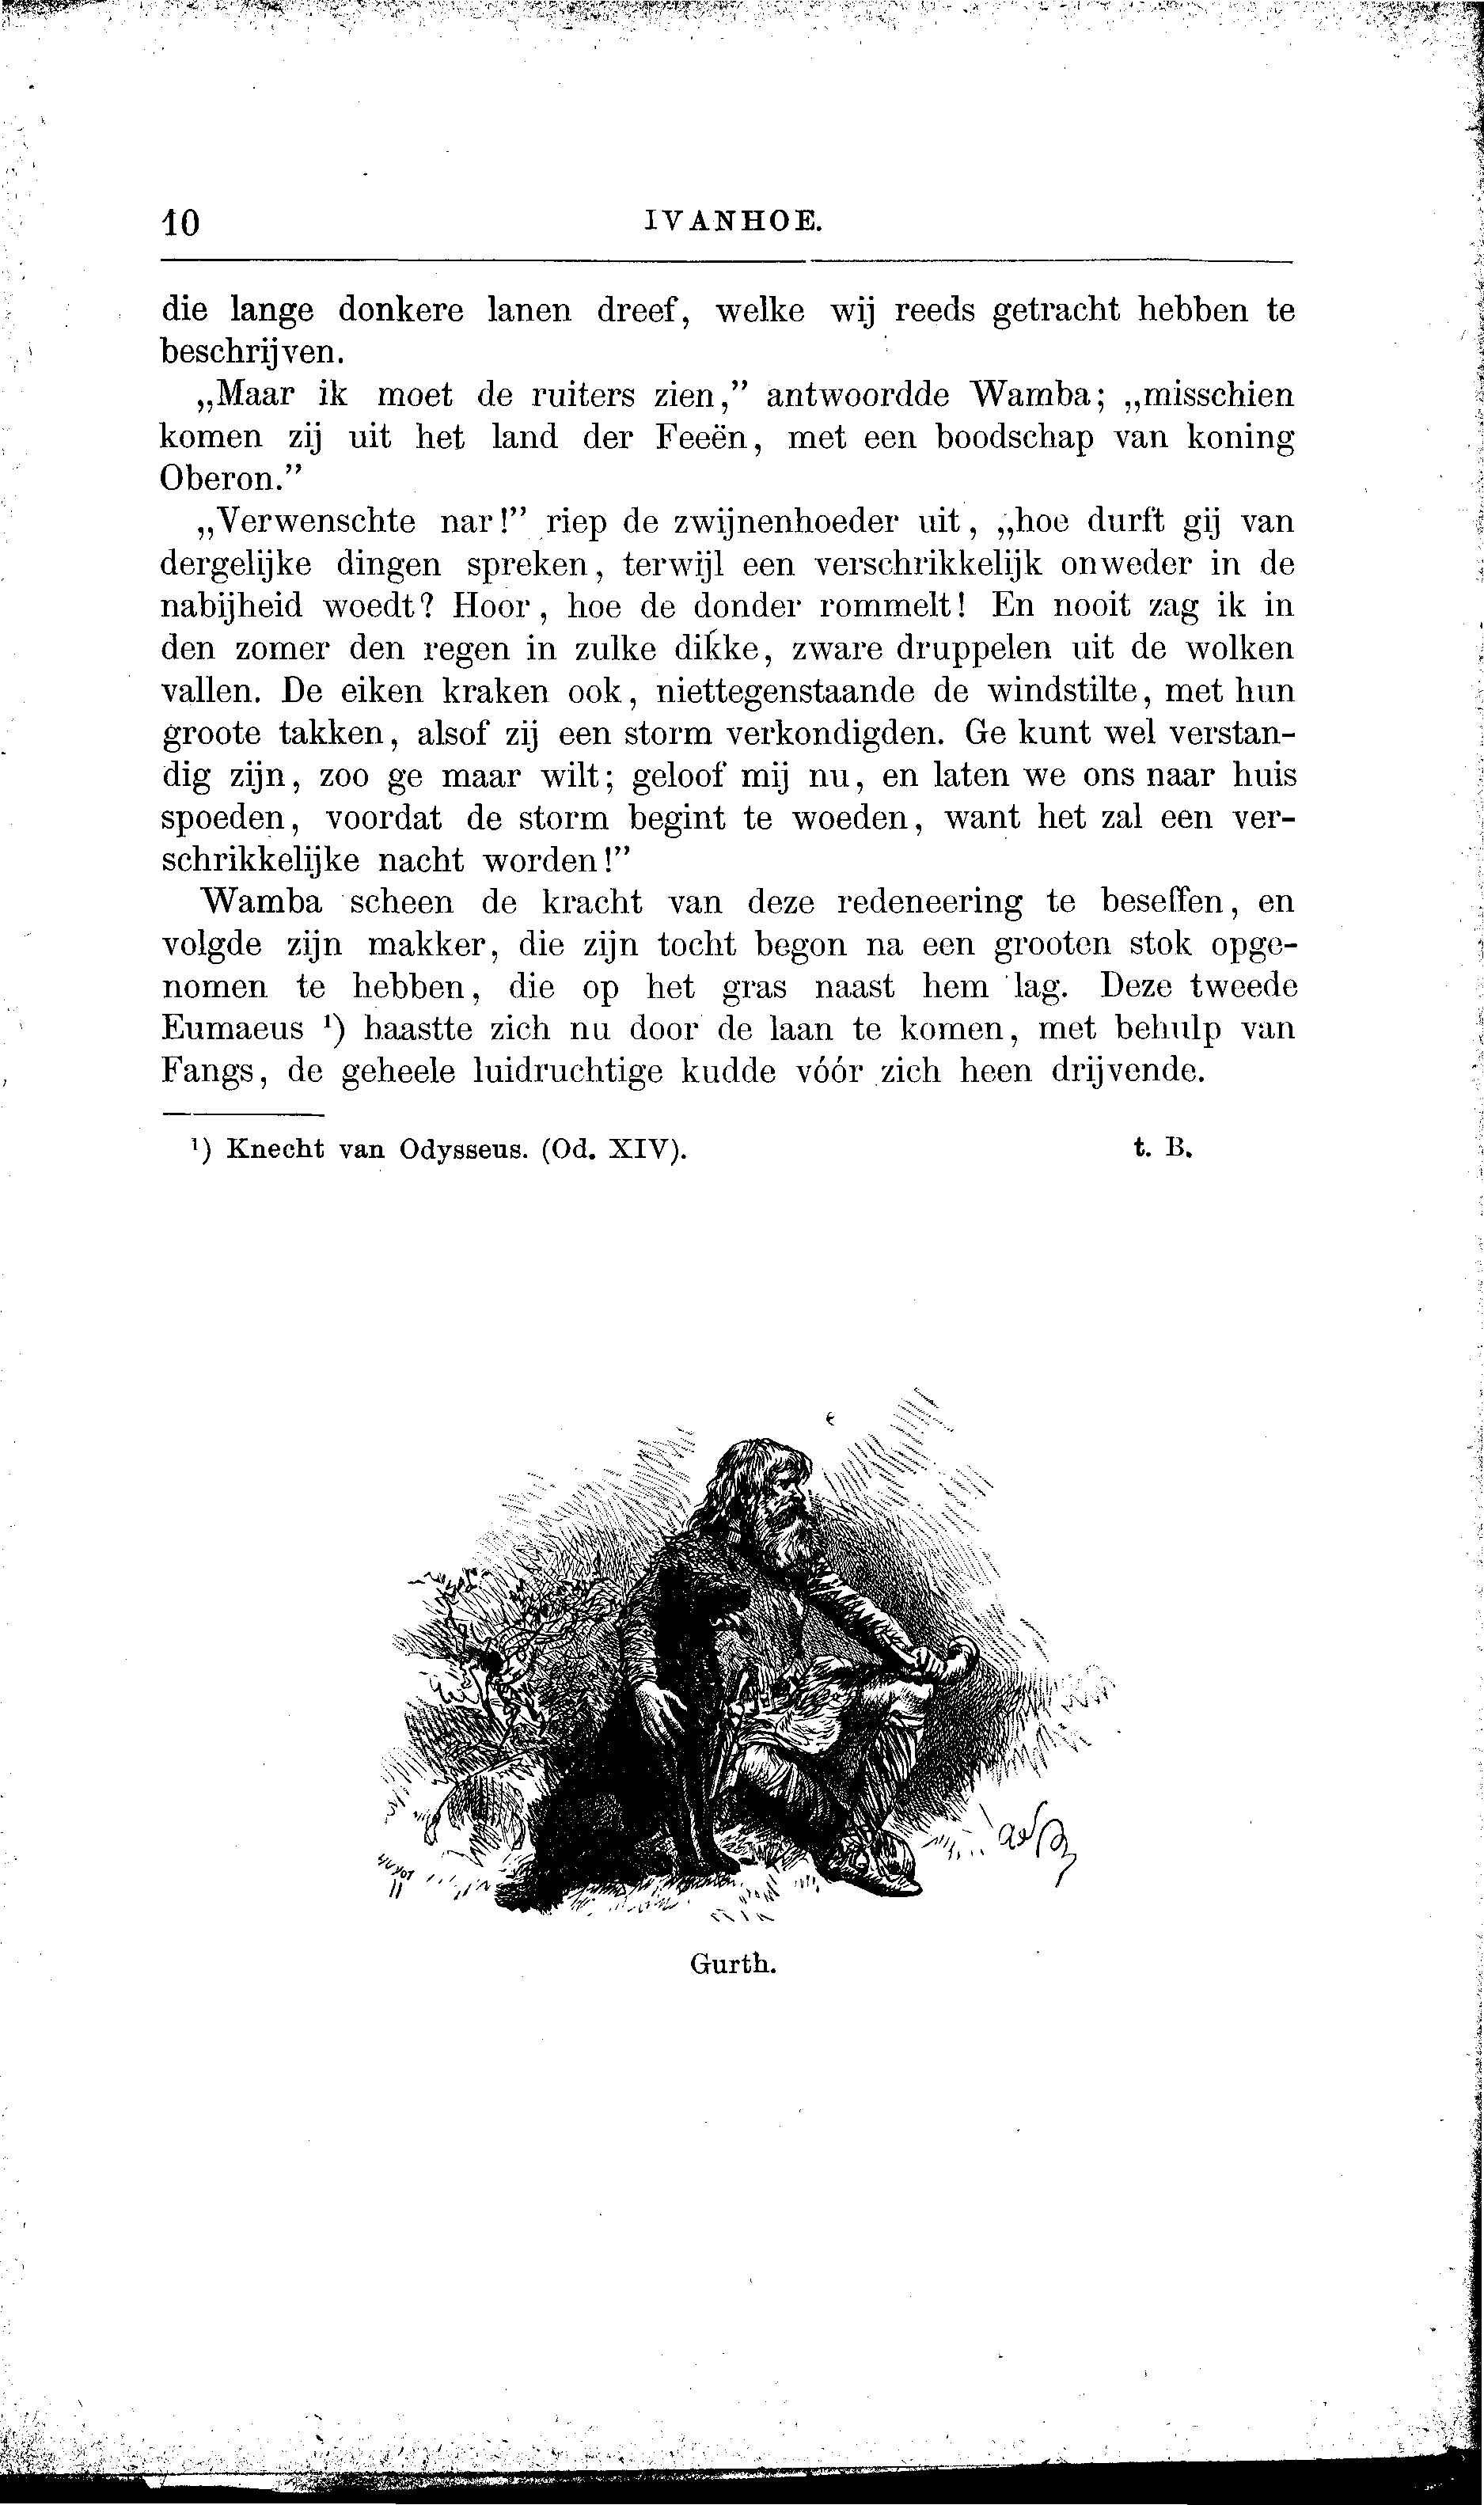 10 IVANHOE.
die lange donkere lanen dreef, welke wij reeds getracht hebben te
beschrijven.
„Maar ik moet de ruiters zien,” antwoordde Wamba; „misschien
komen zij uit het land der Feeën, met een boodschap van koning
Oberon.”
„Verwenschte nar!” riep de zwijnenhoeder uit, „hoe durft gij van
dergelijke dingen spreken, terwijl een verschrikkelijk onweder in de
nabijheid woedt? Hoor, hoe de donder rommelt! En nooit zag ik in
den zomer den regen in zulke dikke, zware druppelen uit de wolken
vallen. De eiken kraken ook, niettegenstaande de windstilte, met hun
groote takken, alsof zij een storm verkondigden. Ge kunt wel verstan-
dig zijn, zoo ge maar wilt; geloof mij nu, en laten we ons naar huis
spoeden, voordat de storm begint te woeden, want het zal een ver-
schrikkelijke nacht worden!”
Wamba scheen de kracht van deze redeneering te beseffen, en
volgde zijn makker, die zijn tocht begon na een grooten stok opge-
nomen te hebben, die op het gras naast hem lag. Deze tweede
Eumaeus ¹) haastte zich nu door de laan te komen, met behulp van
Fangs, de geheele luidruchtige kudde vóór zich heen drijvende.
¹) Knecht van Odysseus. (Od. XIV). t. B.
Gurth.